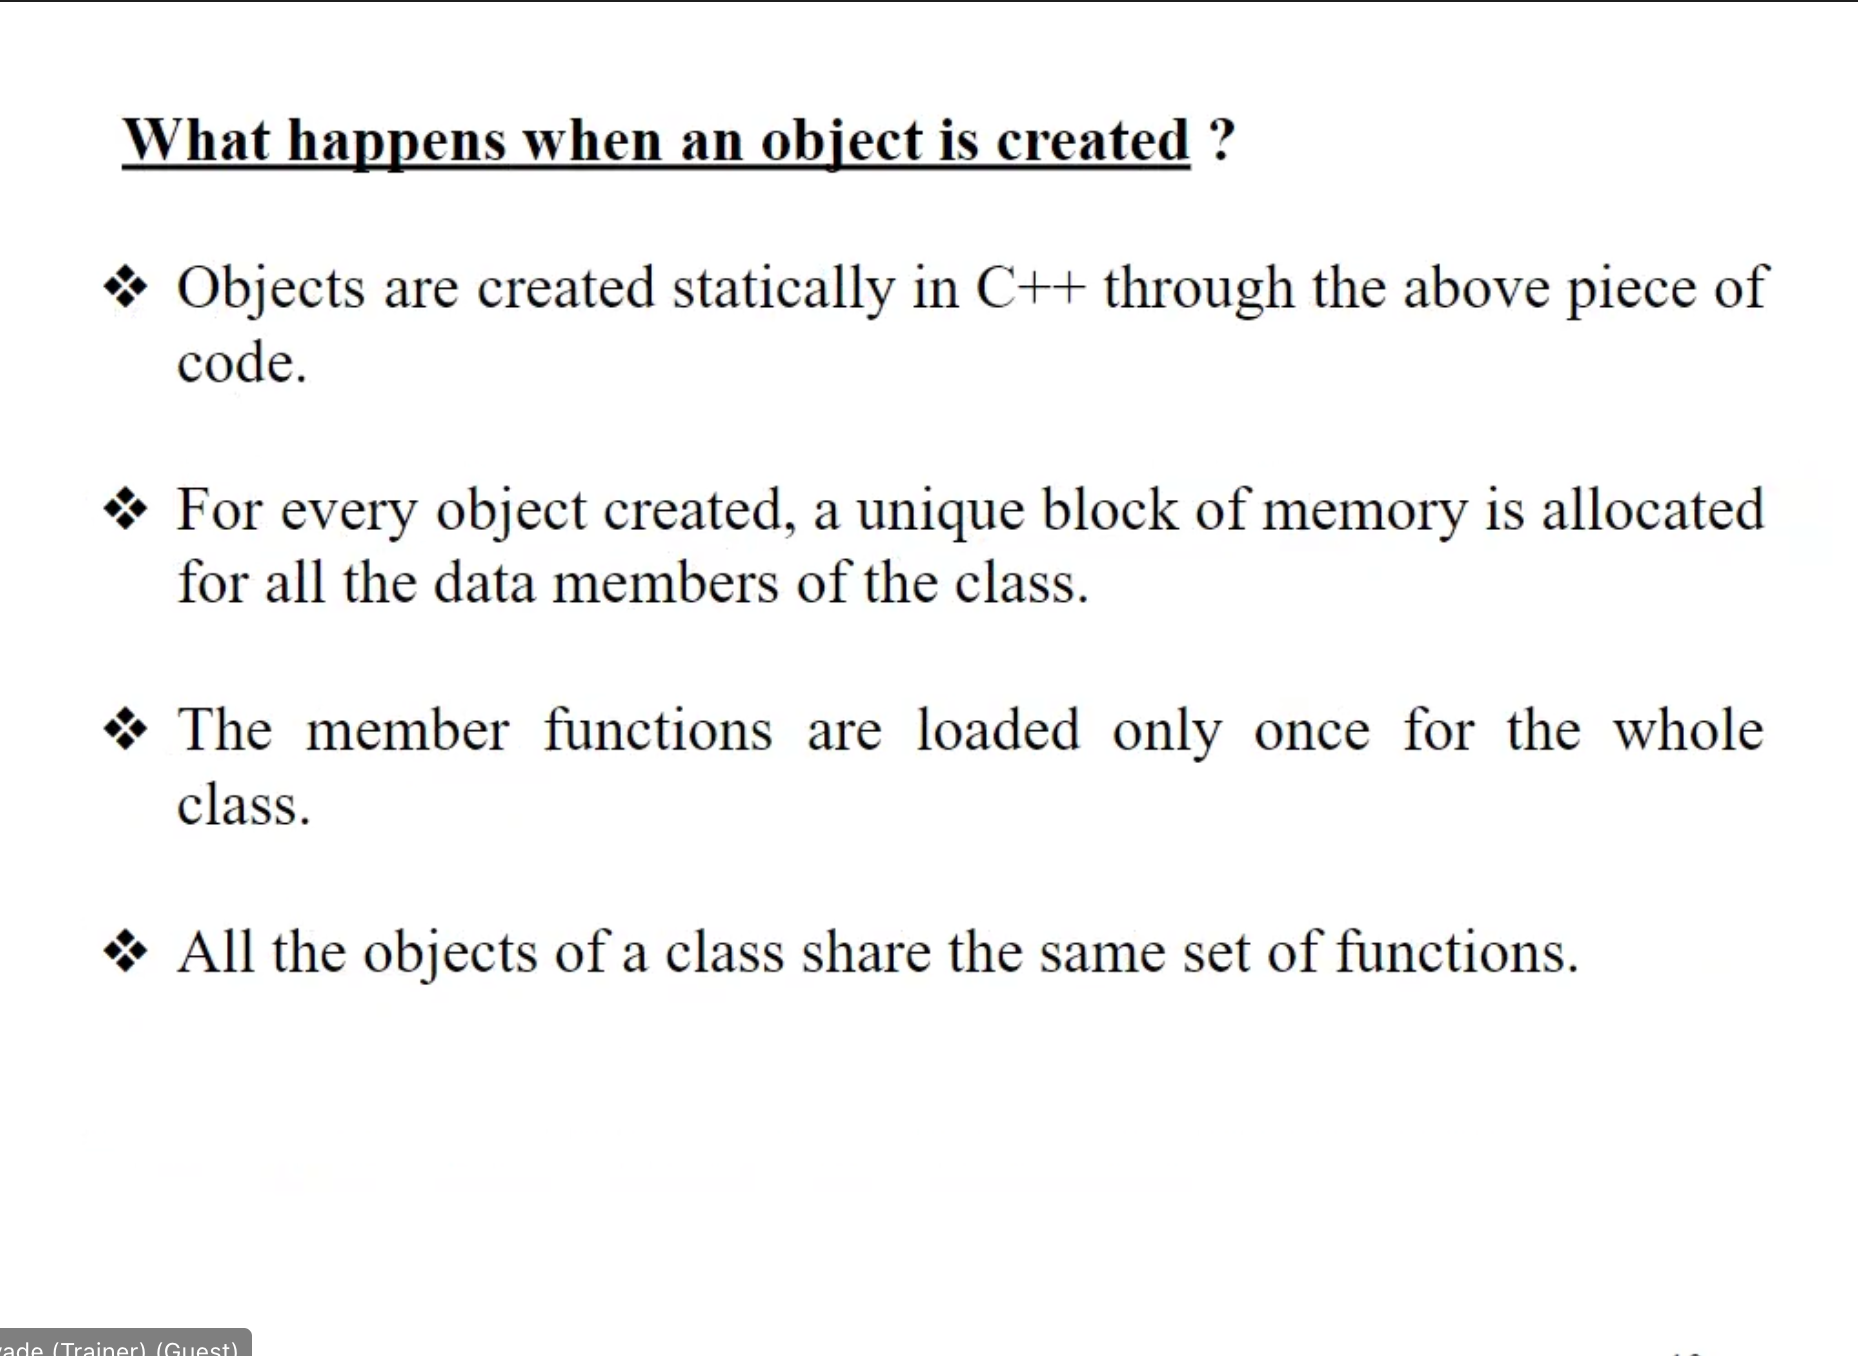 What happens when an object is created ?
❖ Objects are created statically in C++ through the above piece of
code.
❖ For every object created, a unique block of memory is allocated
for all the data members of the class.
❖ The member functions are loaded only once for the whole
class.
❖ All the objects of a class share the same set of functions.
(Trainer) (Guest)